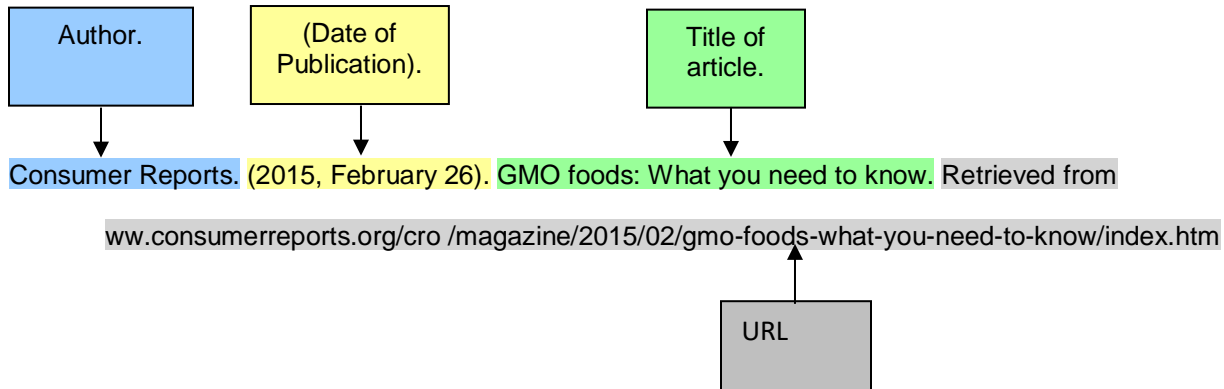 Author.
(Date of
Publication).
Title of
article.
Consumer Reports. (2015, February 26). GMO foods: What you need to know. Retrieved from
ww.consumerreports.org/cro /magazine/2015/02/gmo-foods-what-you-need-to-know/index.htm
URL